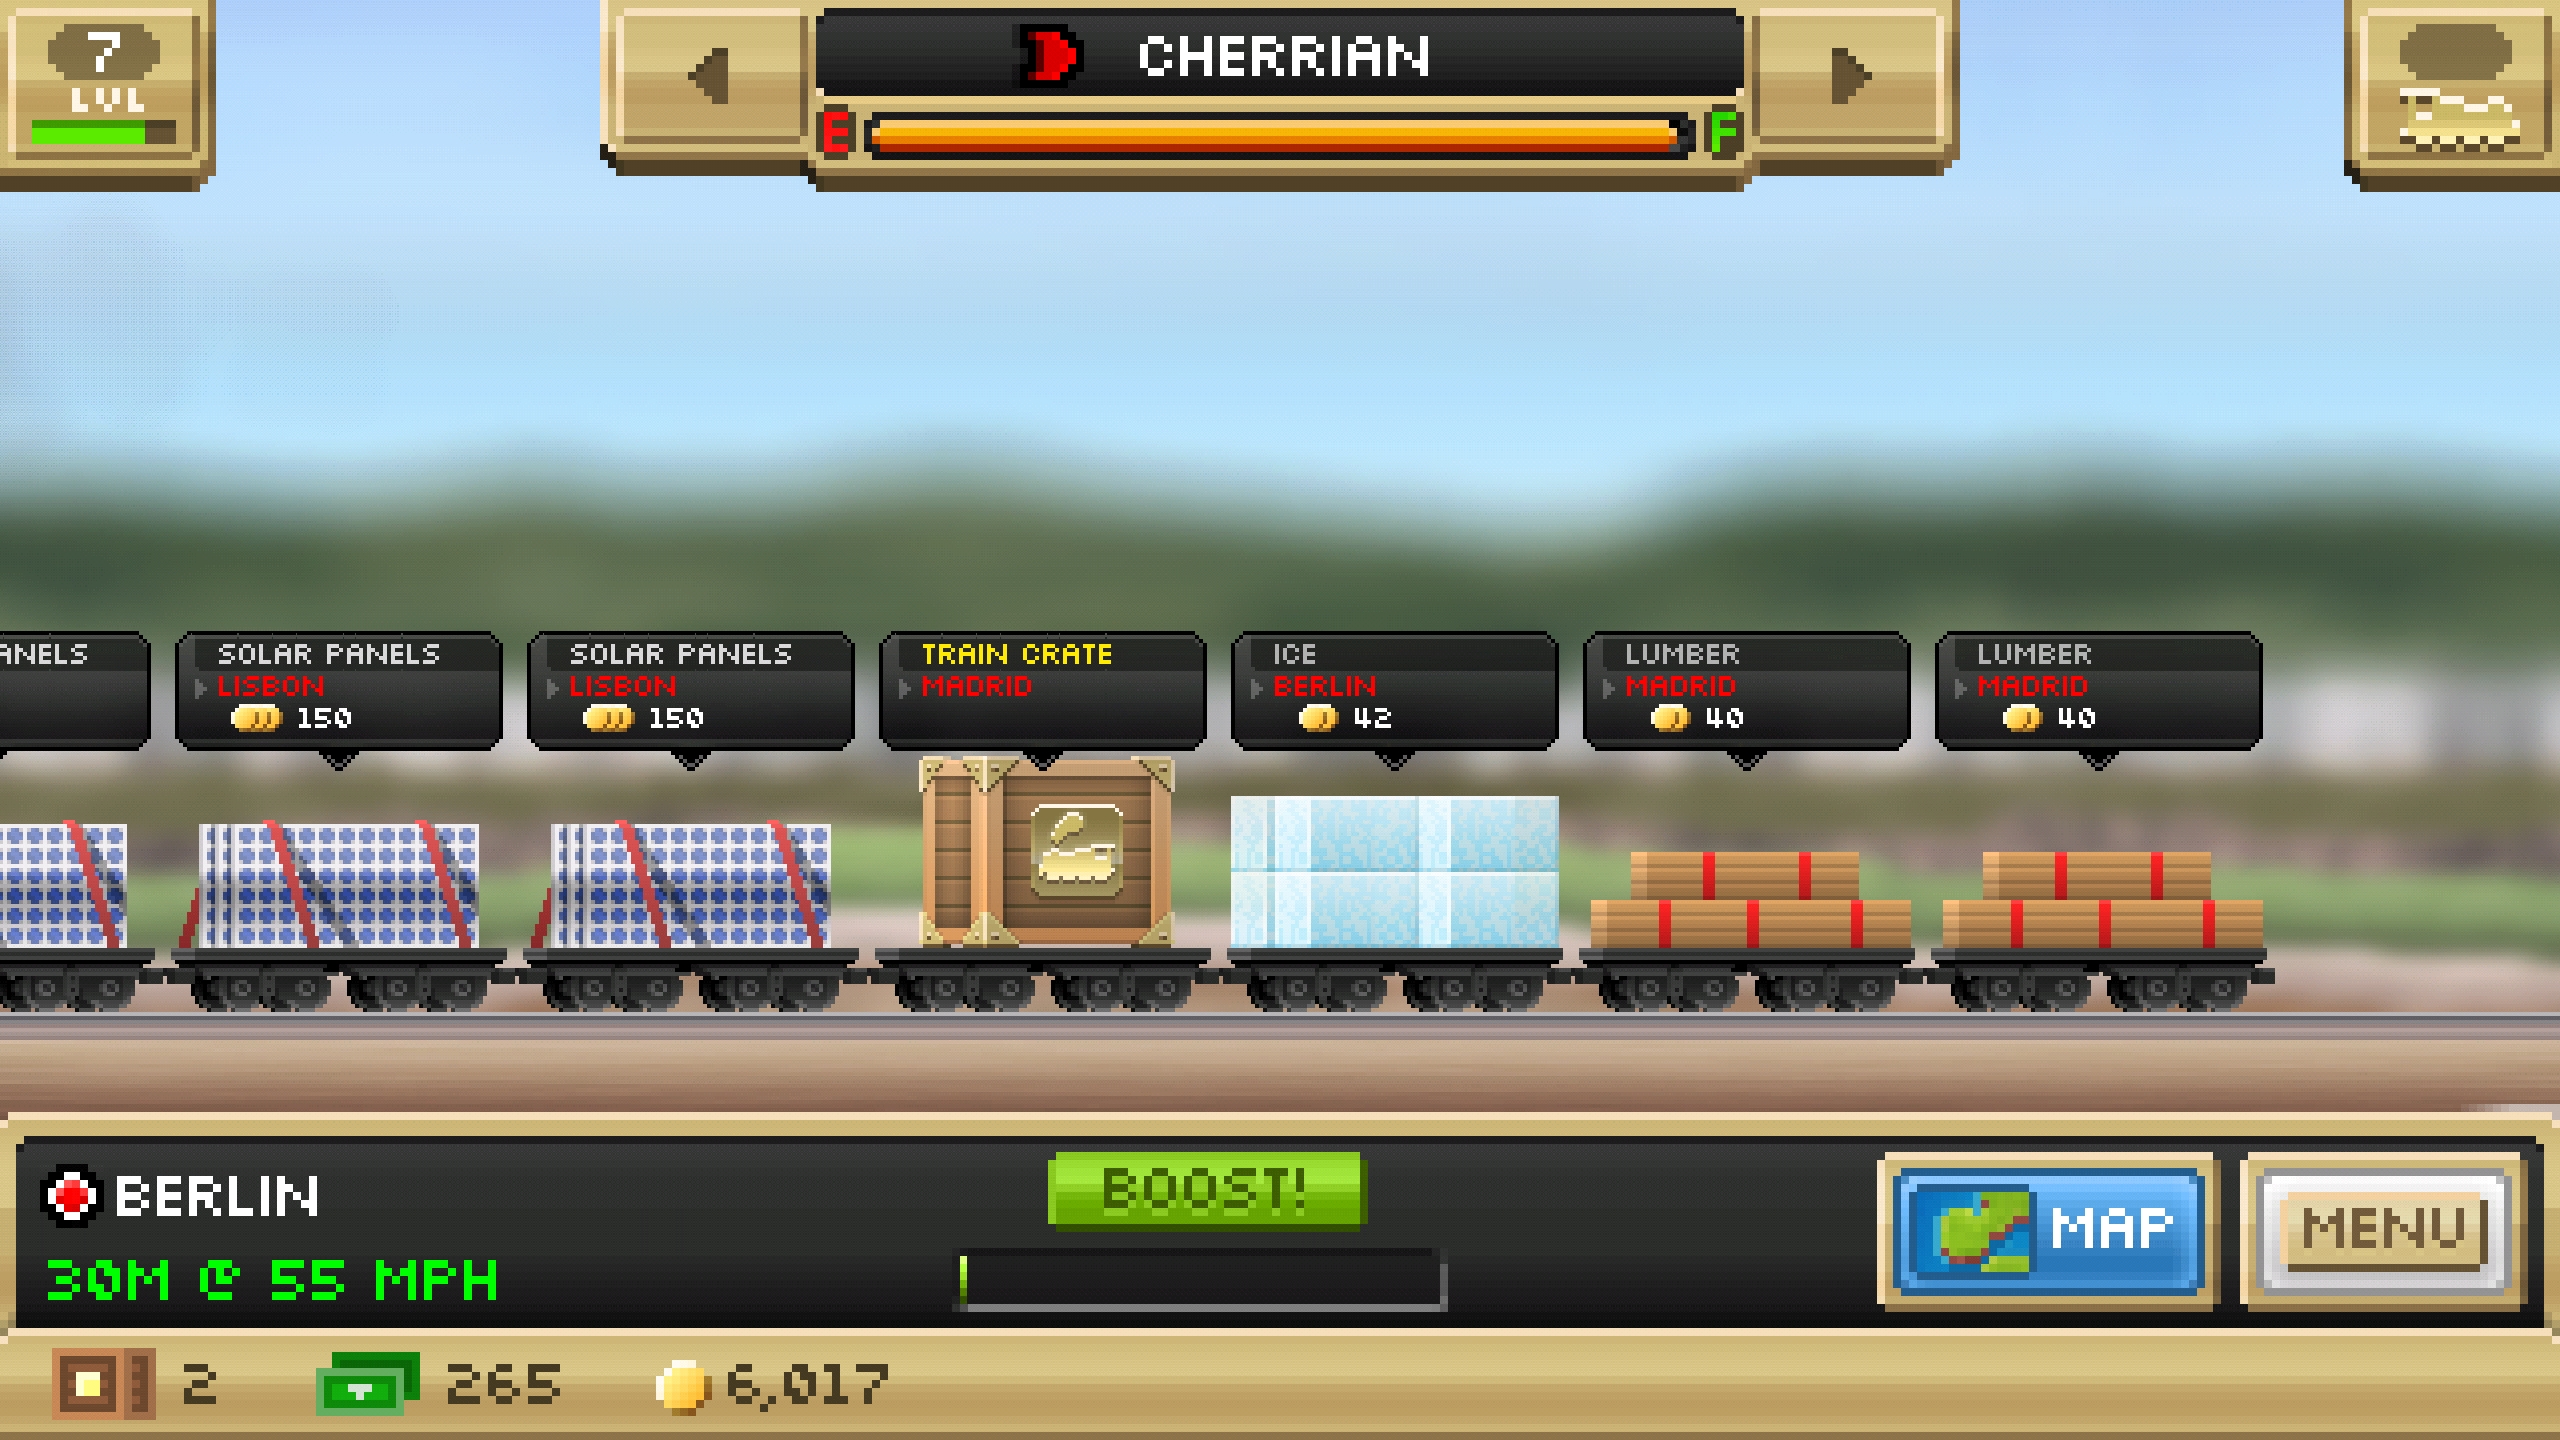 7
LVL
CHERRIAN
E F
ANELS
SOLAR PANELS
LISBON
150
SOLAR PANELS
LISBON
150
TRAIN CRATE
MADRID
ICE
BERLIN
42
LUMBER
MADRID
40
LUMBER
MADRID
40
BERLIN
30M @ 55 MPH
BOOST!
MAP
MENU
2
265
6,017